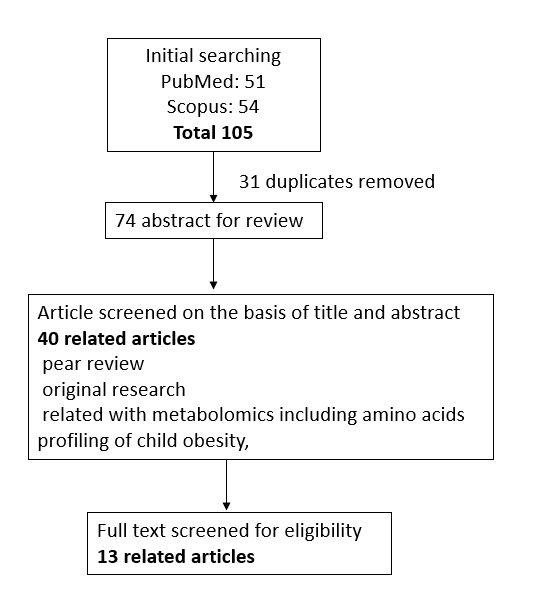 Initial searching
PubMed: 51
Scopus: 54
Total 105
31 duplicates removed
74 abstract for review
Article screened on the basis of title and abstract
40 related articles
pear review
original research
related with metabolomics including amino acids
profiling of child obesity,
Full text screened for eligibility
13 related articles